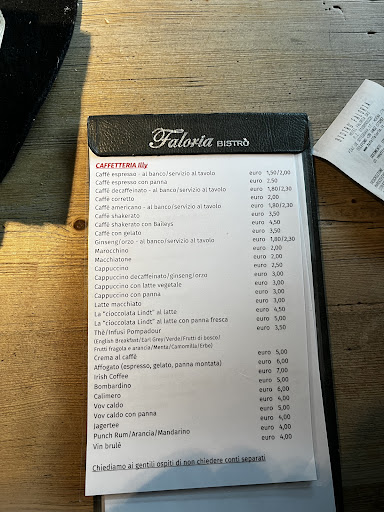 Faloria BISTRÒ
CAFFETTERIA Illy
Caffè espresso - al banco/servizio al tavolo euro 1,50/2,00
Caffè espresso con panna euro 2,50
Caffè decaffeinato - al banco/servizio al tavolo euro 1,80/2,30
Caffè corretto euro 2,00
Caffè americano - al banco/servizio al tavolo euro 1,80/2,30
Caffè shakerato euro 3,50
Caffè shakerato con Baileys euro 4,50
Caffè con gelato euro 3,50
Ginseng/orzo - al banco/servizio al tavolo euro 1,80/2,30
Marocchino euro 2,00
Macchiatone euro 2,00
Cappuccino euro 2,50
Cappuccino decaffeinato/ginseng/orzo euro 3,00
Cappuccino con latte vegetale euro 3,00
Cappuccino con panna euro 3,00
Latte macchiato euro 3,00
La "cioccolata Lindt" al latte euro 4,50
La "cioccolata Lindt" al latte con panna fresca euro 5,00
Thé/Infusi Pompadour euro 3,50
(English Breakfast/Earl Grey/Verde/Frutti di bosco/
Frutti fragola e arancia/Menta/Camomilla/Erbe)
Crema al caffé euro 5,00
Affogato (espresso, gelato, panna montata) euro 6,00
Irish Coffee euro 7,00
Bombardino euro 5,00
Calimero euro
Vov caldo euro
Vov caldo con panna euro
Jagertee euro
Punch Rum/Arancia/Mandarino euro 4,00
Vin brulé euro 4,00
Chiediamo ai gentili ospiti di non chiedere conti separati